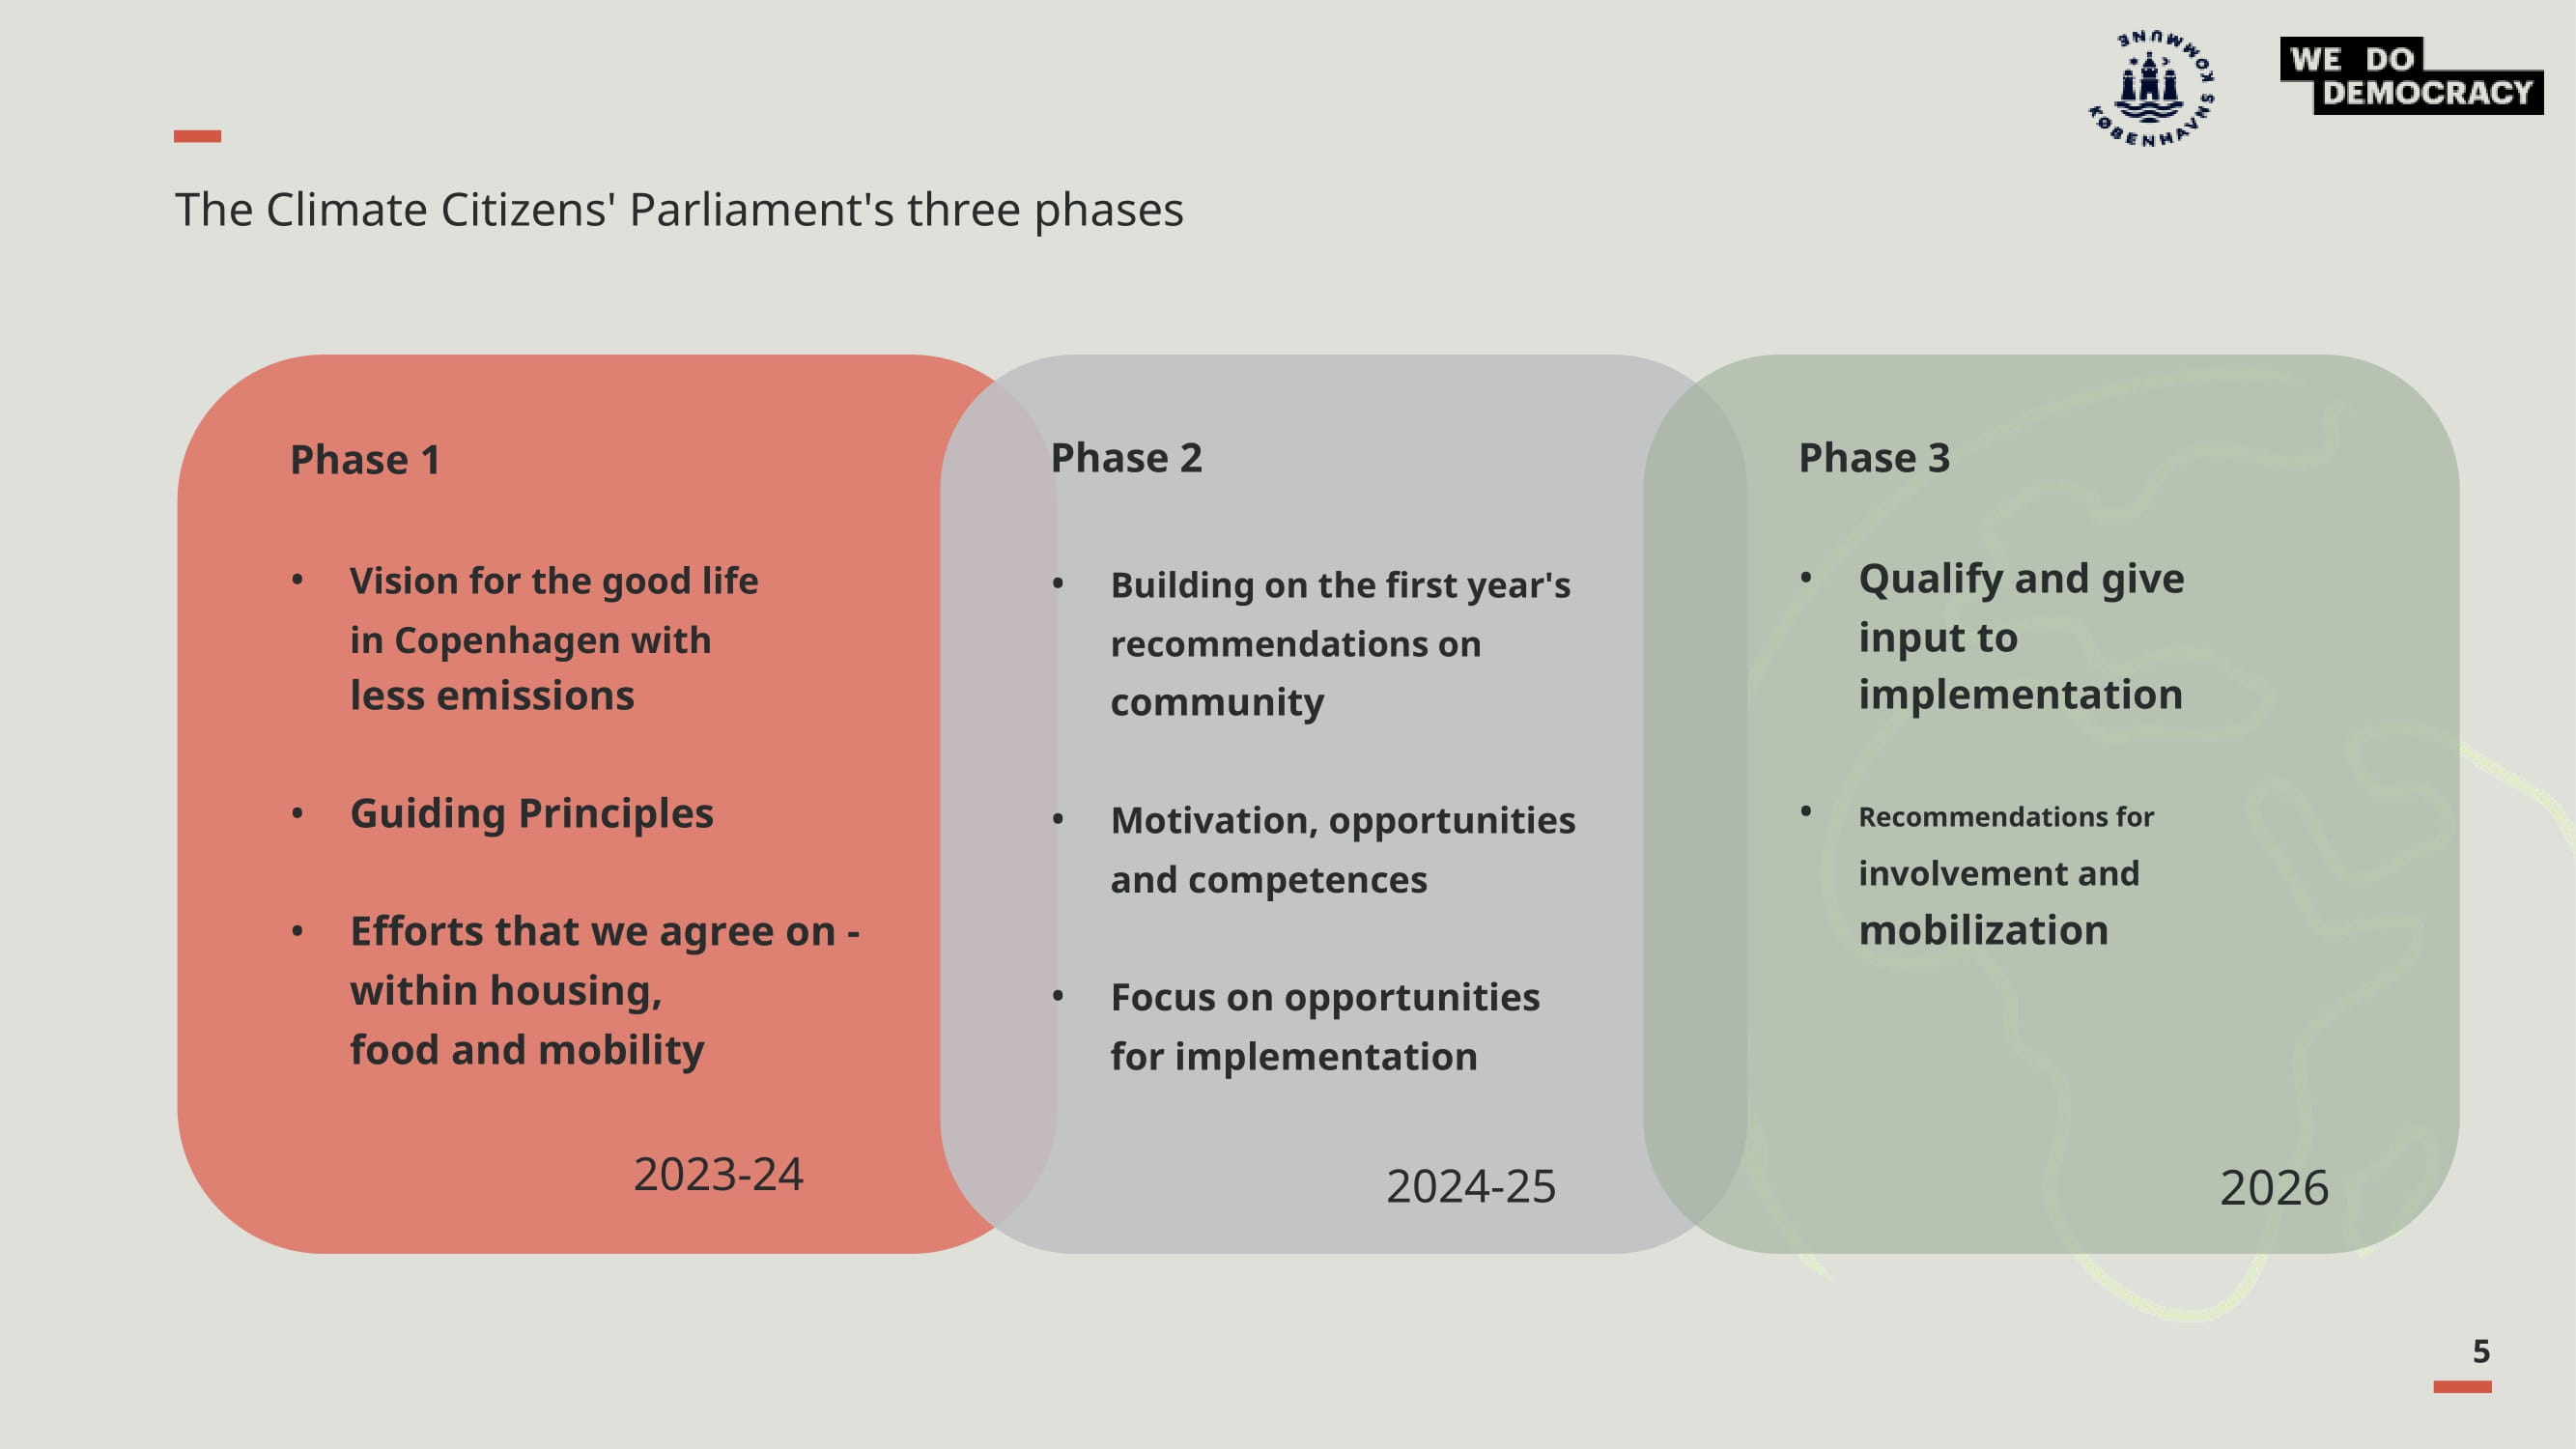 KØBENHAVNS KOMMUNE
WE DO
DEMOCRACY
The Climate Citizens' Parliament's three phases
Phase 1
• Vision for the good life
in Copenhagen with
less emissions
• Guiding Principles
• Efforts that we agree on -
within housing,
food and mobility
2023-24
Phase 2
• Building on the first year's
recommendations on
community
• Motivation, opportunities
and competences
• Focus on opportunities
for implementation
2024-25
Phase 3
• Qualify and give
input to
implementation
• Recommendations for
involvement and
mobilization
2026
5